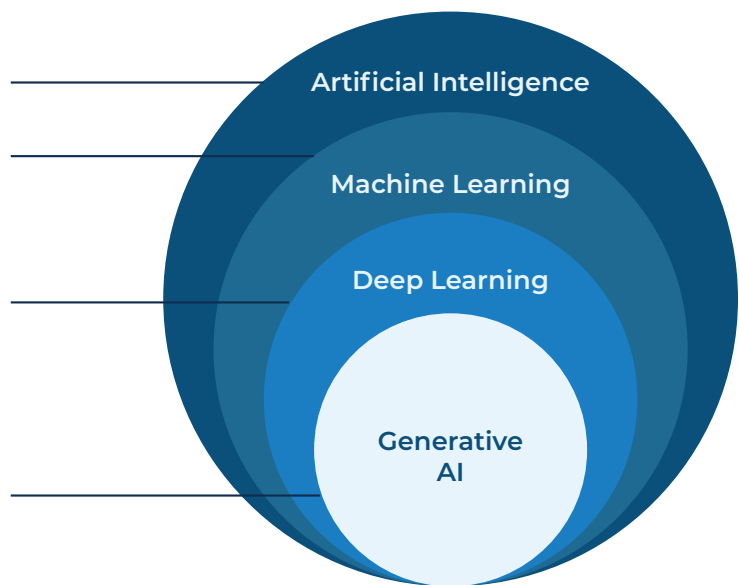 Artificial Intelligence
Machine Learning
Deep Learning
Generative
AI